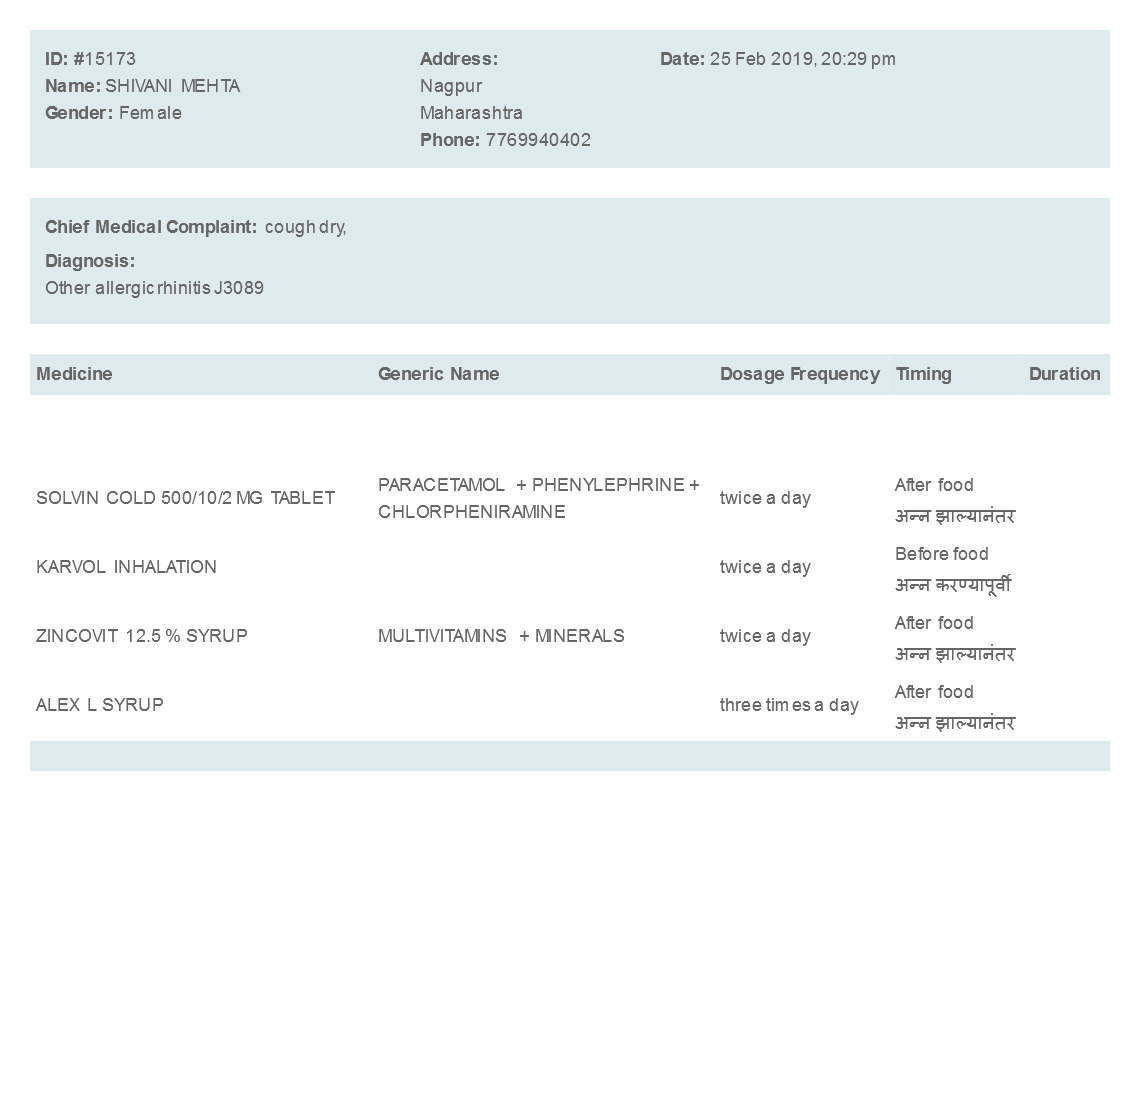 ID: #15173
Name: SHIVANI MEHTA
Gender: Female
Address:
Nagpur
Maharashtra
Phone: 7769940402
Date: 25 Feb 2019, 20:29 pm
Chief Medical Complaint: cough dry,
Diagnosis:
Other allergic rhinitis J3089
Medicine Generic Name Dosage Frequency Timing Duration
SOLVIN COLD 500/10/2 MG TABLET
PARACETAMOL + PHENYLEPHRINE +
CHLORPHENIRAMINE
twice a day
After food
अन्न झाल्यानंतर
KARVOL INHALATION
twice a day
Before food
अन्न करण्यापूर्वी
ZINCOVIT 12.5 % SYRUP
MULTIVITAMINS + MINERALS
twice a day
After food
अन्न झाल्यानंतर
ALEX L SYRUP
three times a day
After food
अन्न झाल्यानंतर